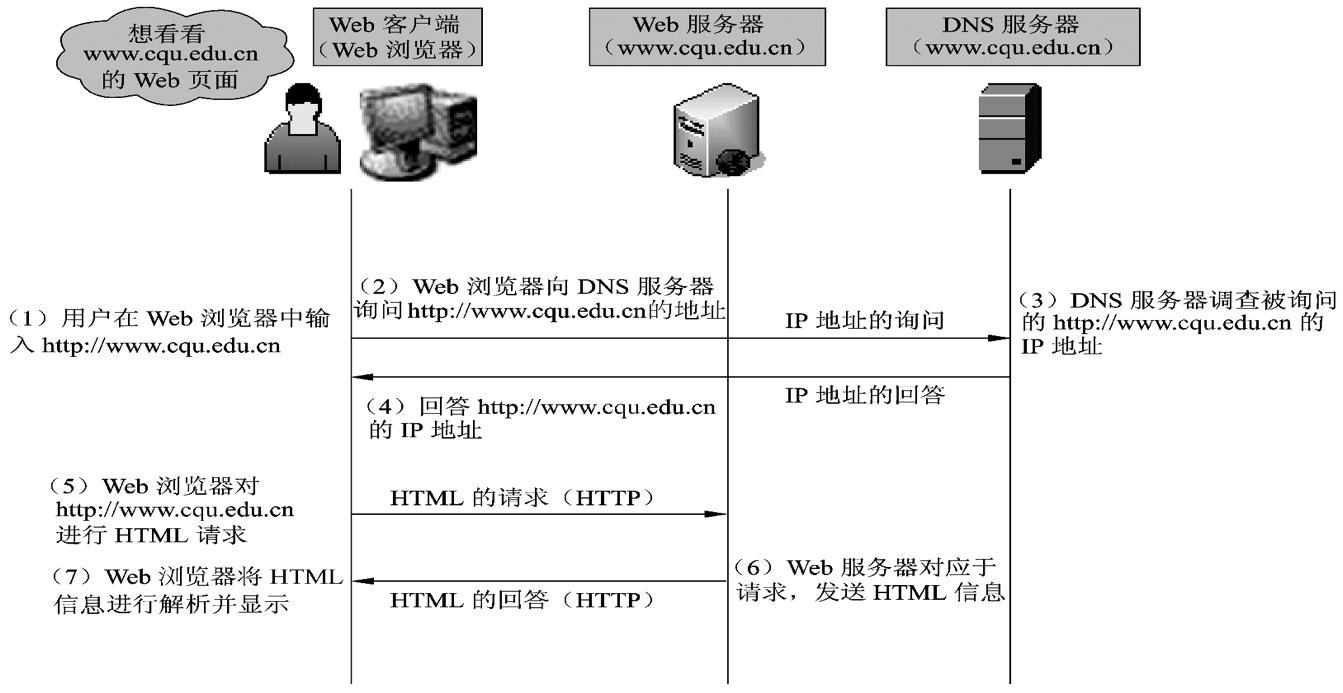 想看看
www.cqu.edu.cn
的 Web 页面
Web 客户端
（Web 浏览器）
Web 服务器
（www.cqu.edu.cn）
DNS 服务器
（www.cqu.edu.cn）
（1）用户在 Web 浏览器中输
入 http://www.cqu.edu.cn
（2）Web 浏览器向 DNS 服务器
询问http://www.cqu.edu.cn的地址
IP 地址的询问
（3）DNS 服务器调查被询问
的 http://www.cqu.edu.cn 的
IP 地址
IP 地址的回答
（4）回答 http://www.cqu.edu.cn
的 IP 地址
（5）Web 浏览器对
http://www.cqu.edu.cn
进行 HTML 请求
HTML 的请求（HTTP）
（6）Web 服务器对应于
请求，发送 HTML 信息
（7）Web 浏览器将 HTML
信息进行解析并显示
HTML 的回答（HTTP）